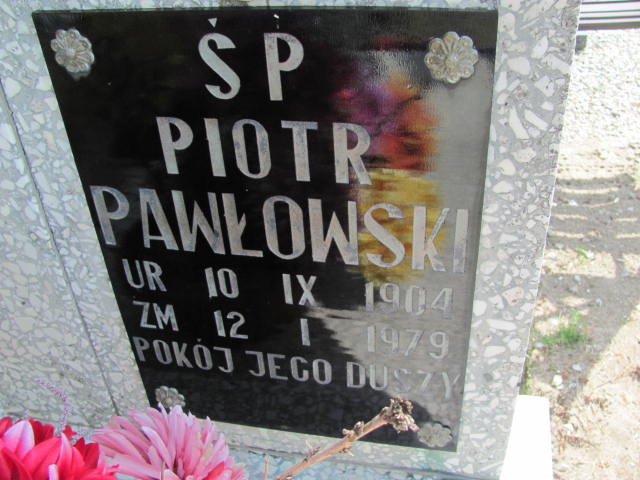 ŚP
PIOTR
PAWŁOWSKI
UR 10 IX 1904
ZM 12 I 1979
POKÓJ JEGO DUSZY